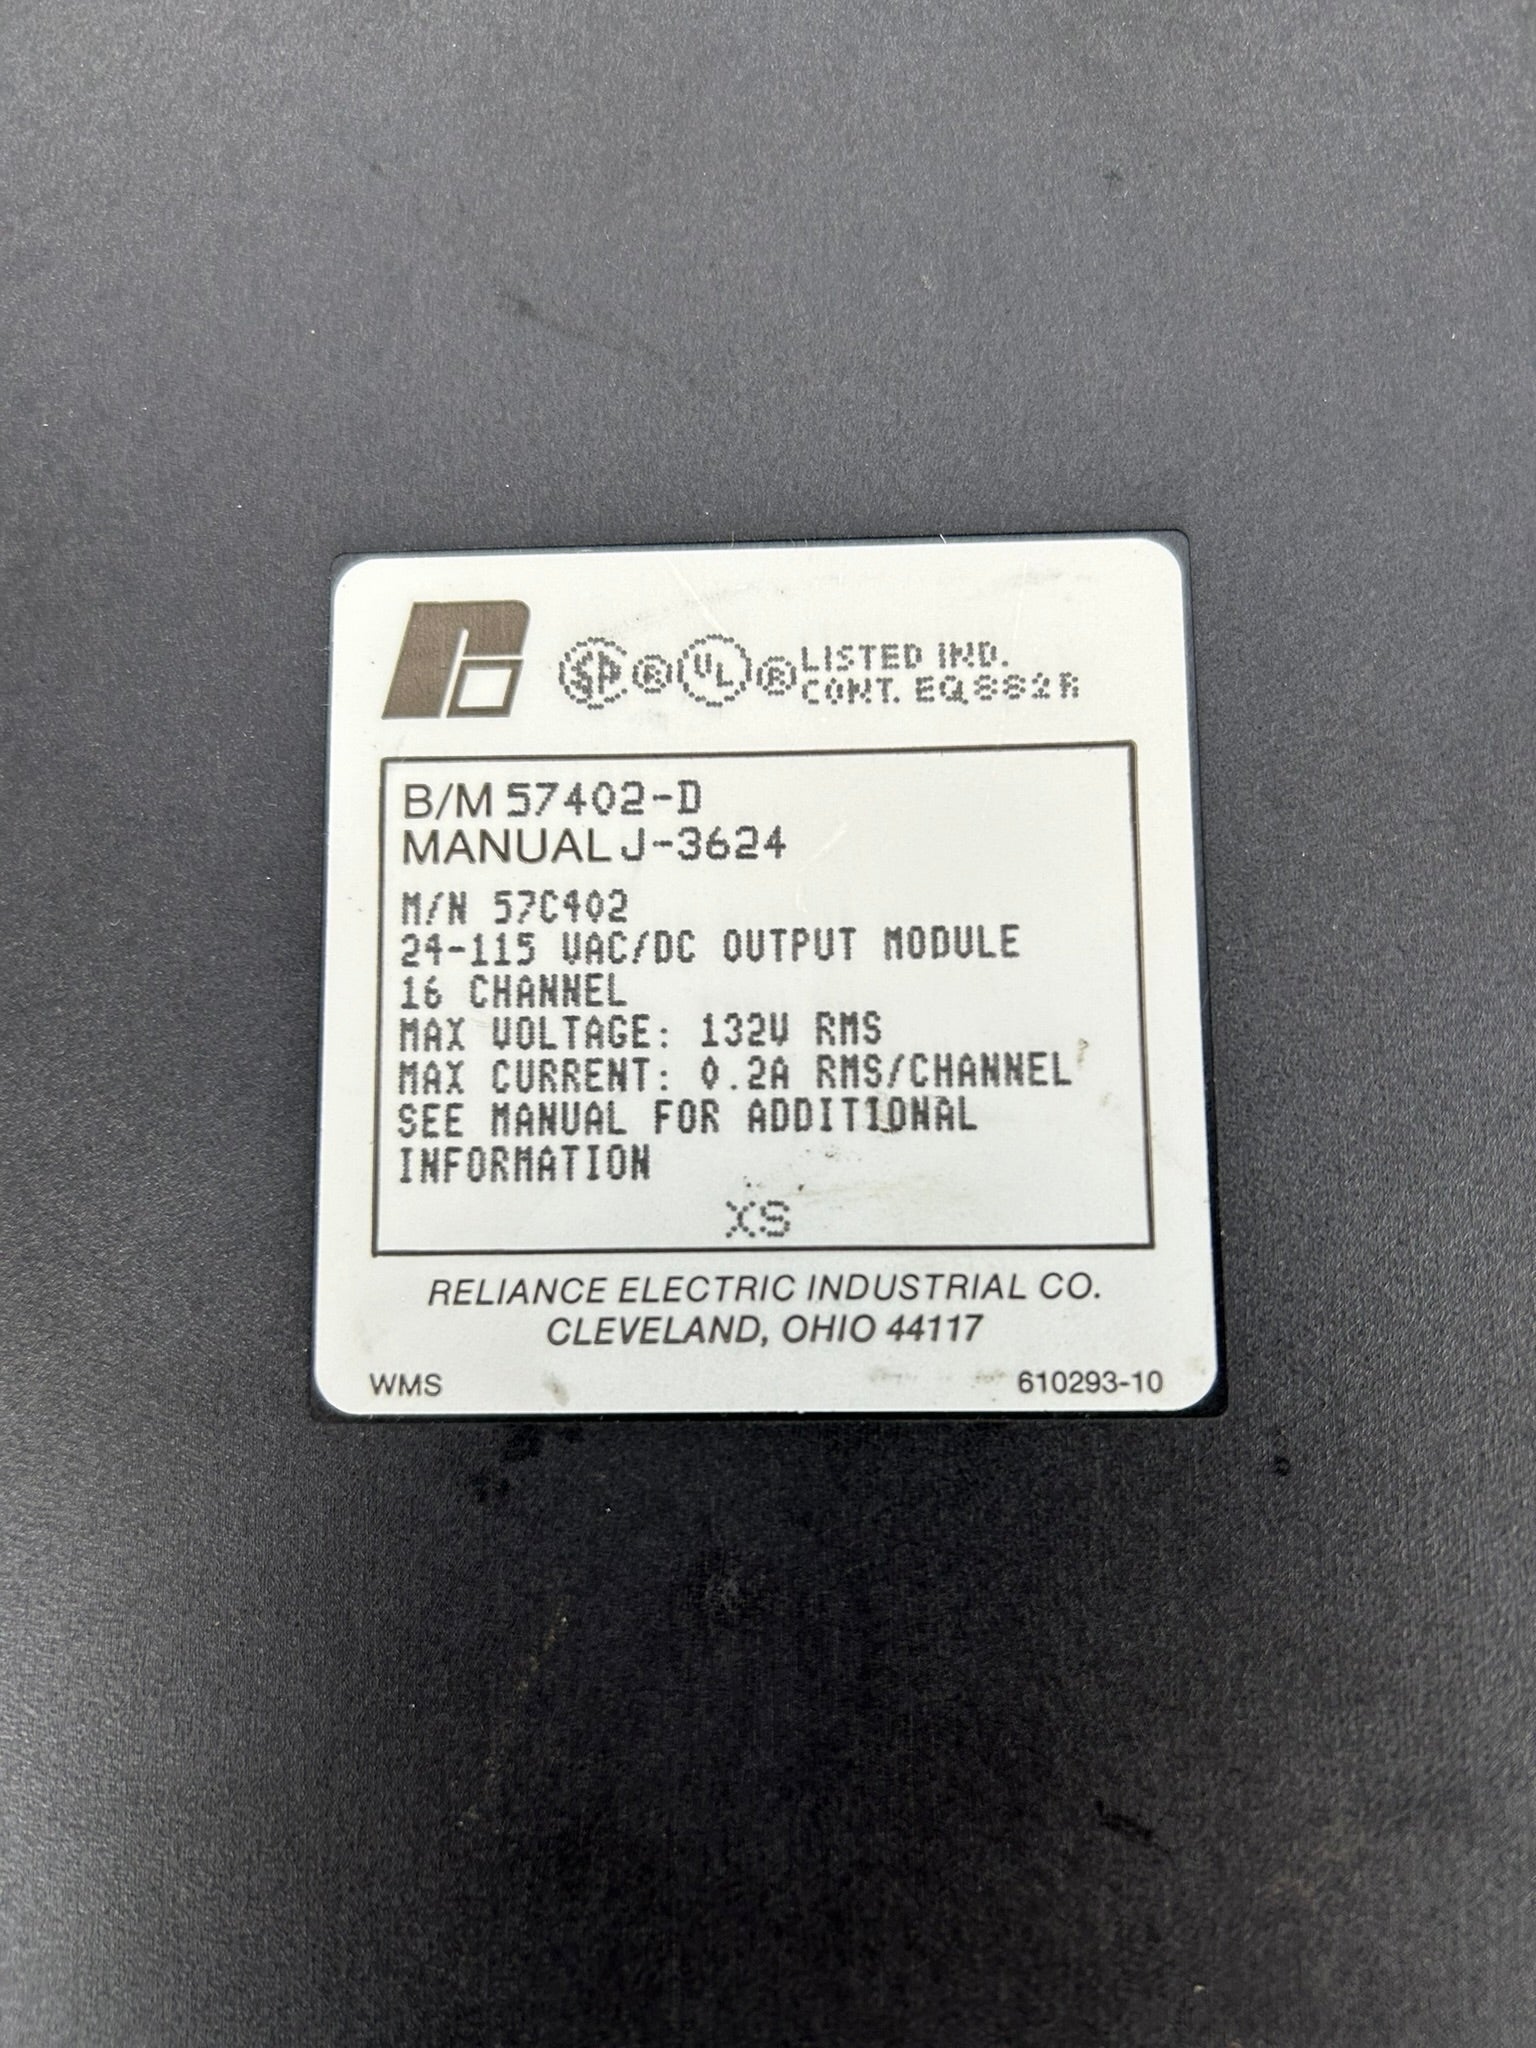 SP ® UL ® LISTED IND.
CONT. EQ 882R
B/M 57402-D
MANUAL J-3624
M/N 57C402
24-115 VAC/DC OUTPUT MODULE
16 CHANNEL
MAX VOLTAGE: 132V RMS
MAX CURRENT: 0.2A RMS/CHANNEL
SEE MANUAL FOR ADDITIONAL
INFORMATION
XS
RELIANCE ELECTRIC INDUSTRIAL CO.
CLEVELAND, OHIO 44117
WMS 610293-10